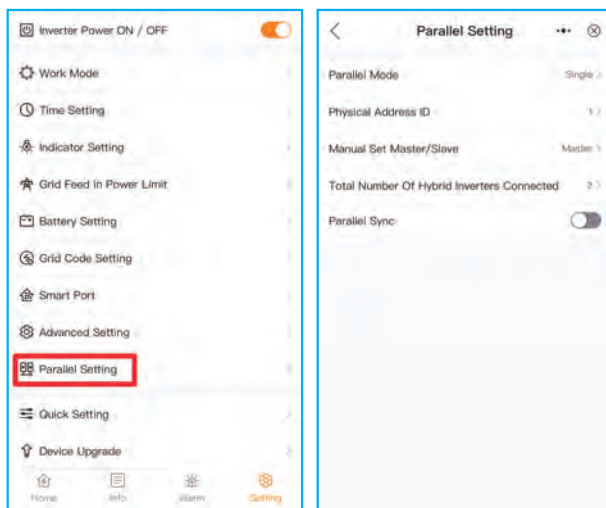 Inverter Power ON / OFF
Work Mode
Time Setting
Indicator Setting
Grid Feed in Power Limit
Battery Setting
Grid Code Setting
Smart Port
Advanced Setting
Parallel Setting
Quick Setting
Device Upgrade
Home Info Warm Setting
Parallel Setting
Parallel Mode Single
Physical Address ID 1
Manual Set Master/Slave Master
Total Number Of Hybrid Inverters Connected 2
Parallel Sync